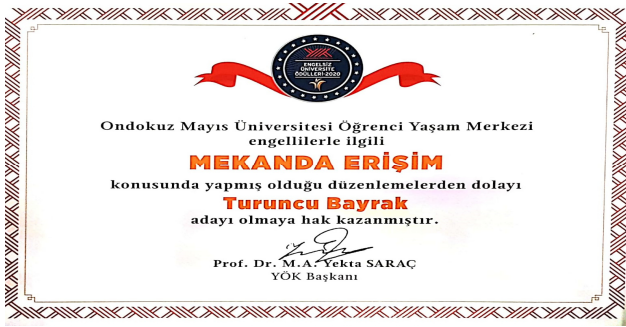 ENGELSİZ
ÜNİVERSİTE
ÖDÜLLERİ-2020
Ondokuz Mayıs Üniversitesi Öğrenci Yaşam Merkezi
engellilerle ilgili
MEKANDA ERİŞİM
konusunda yapmış olduğu düzenlemelerden dolayı
Turuncu Bayrak
adayı olmaya hak kazanmıştır.
Prof. Dr. M.A. Yekta SARAÇ
YÖK Başkanı